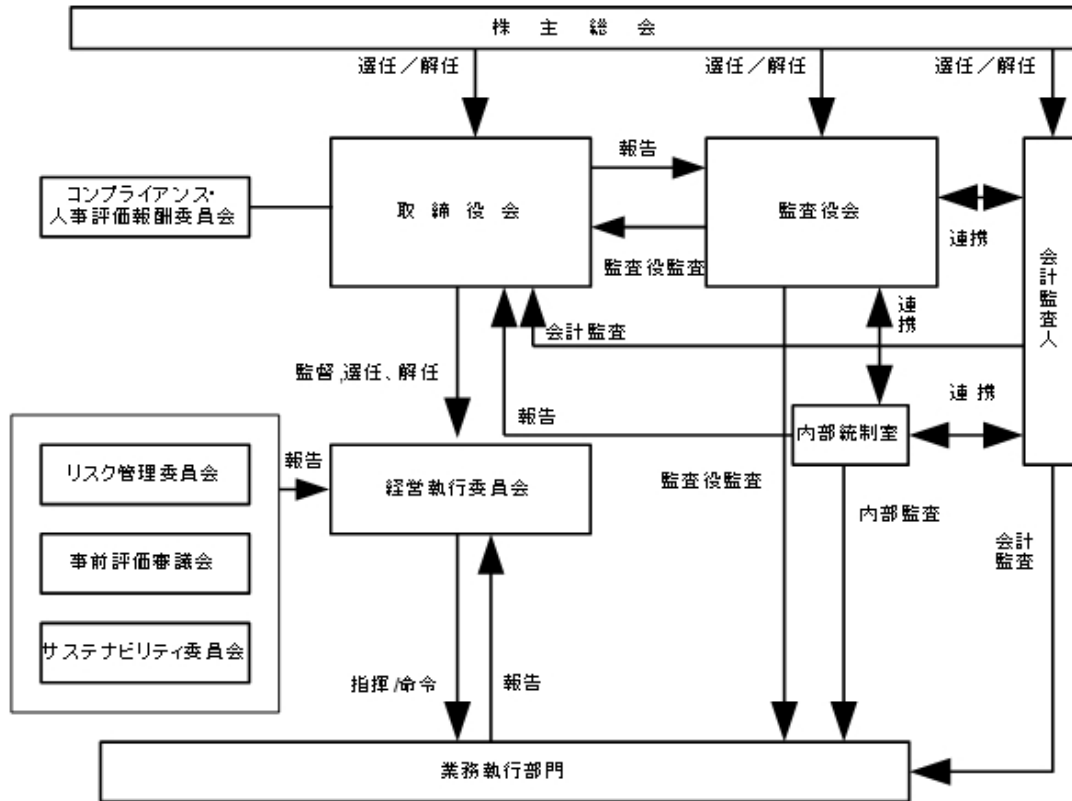 株主総会
選任／解任
選任／解任
選任／解任
報告
コンプライアンス・
人事評価報酬委員会
取締役会
監査役会
連携
監査役監査
会計監査人
連携
会計監査
監督,選任、解任
連携
報告
内部統制室
リスク管理委員会
報告
経営執行委員会
監査役監査
内部監査
会計
監査
事前評価審議会
サステナビリティ委員会
指揮/命令
報告
業務執行部門